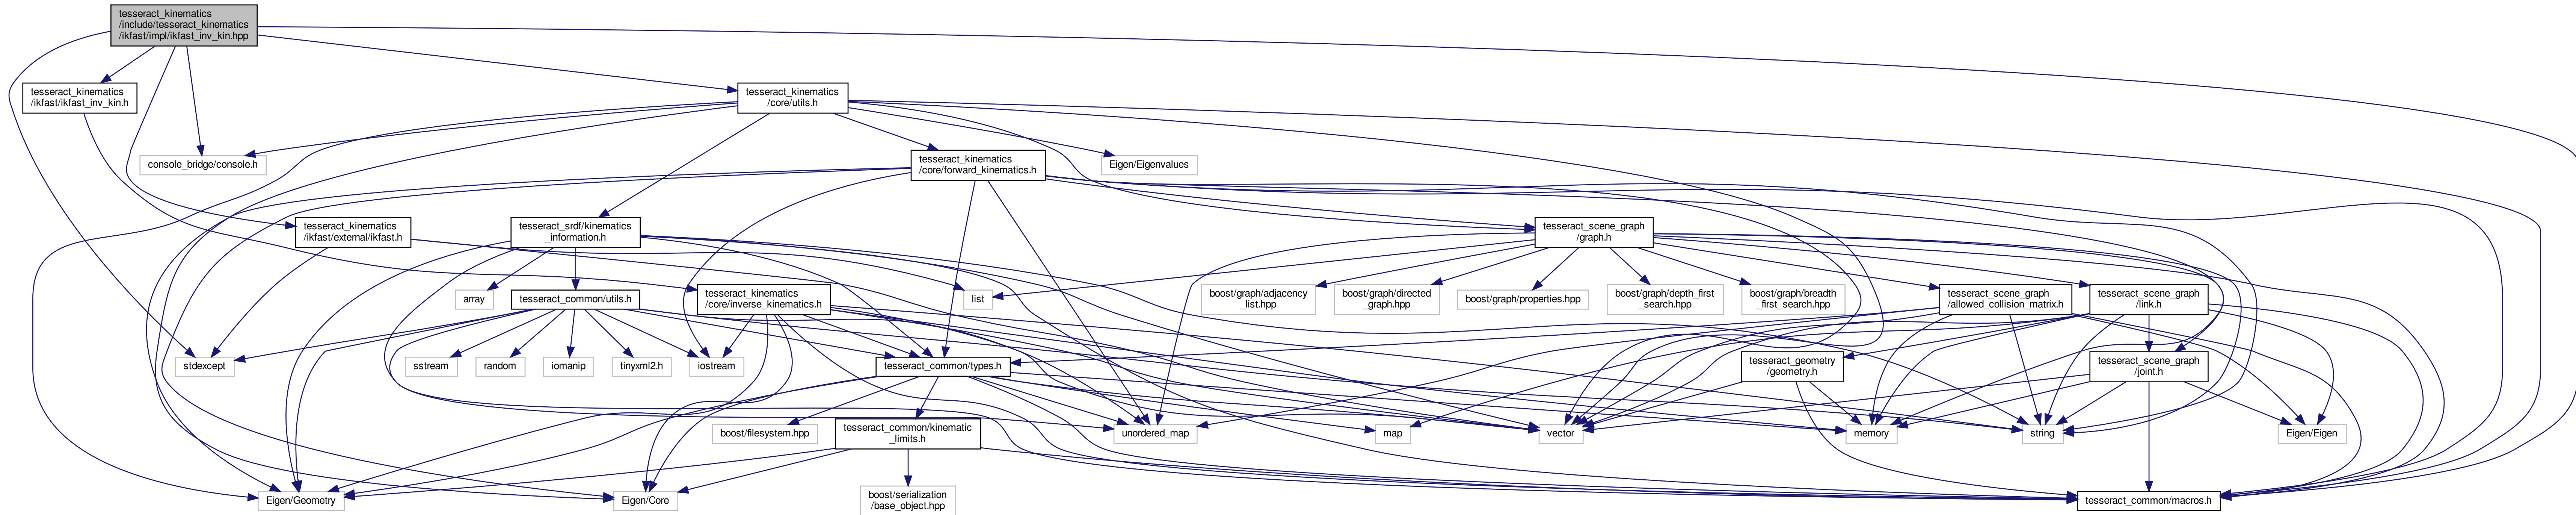 tesseract_kinematics
/include/tesseract_kinematics
/ikfast/impl/ikfast_inv_kin.hpp
tesseract_kinematics
/ikfast/ikfast_inv_kin.h
tesseract_kinematics
/core/utils.h
console_bridge/console.h
tesseract_kinematics
/core/forward_kinematics.h
Eigen/Eigenvalues
tesseract_kinematics
/ikfast/external/ikfast.h
tesseract_srdf/kinematics
_information.h
tesseract_scene_graph
/graph.h
array
tesseract_common/utils.h
tesseract_kinematics
/core/inverse_kinematics.h
list
boost/graph/adjacency
_list.hpp
boost/graph/directed
_graph.hpp
boost/graph/properties.hpp
boost/graph/depth_first
_search.hpp
boost/graph/breadth
_first_search.hpp
tesseract_scene_graph
/allowed_collision_matrix.h
tesseract_scene_graph
/link.h
stdexcept
sstream
random
iomanip
tinyxml2.h
iostream
tesseract_common/types.h
tesseract_geometry
/geometry.h
tesseract_scene_graph
/joint.h
boost/filesystem.hpp
tesseract_common/kinematic
_limits.h
unordered_map
map
vector
memory
string
Eigen/Eigen
Eigen/Geometry
Eigen/Core
boost/serialization
/base_object.hpp
tesseract_common/macros.h